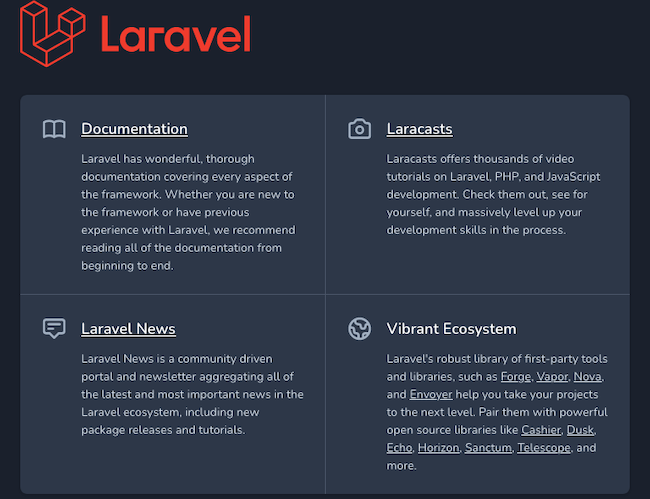 Laravel
Documentation
Laravel has wonderful, thorough
documentation covering every aspect of
the framework. Whether you are new to
the framework or have previous
experience with Laravel, we recommend
reading all of the documentation from
beginning to end.
Laracasts
Laracasts offers thousands of video
tutorials on Laravel, PHP, and JavaScript
development. Check them out, see for
yourself, and massively level up your
development skills in the process.
Laravel News
Laravel News is a community driven
portal and newsletter aggregating all of
the latest and most important news in the
Laravel ecosystem, including new
package releases and tutorials.
Vibrant Ecosystem
Laravel's robust library of first-party tools
and libraries, such as Forge, Vapor, Nova,
and Envoyer help you take your projects
to the next level. Pair them with powerful
open source libraries like Cashier, Dusk,
Echo, Horizon, Sanctum, Telescope, and
more.